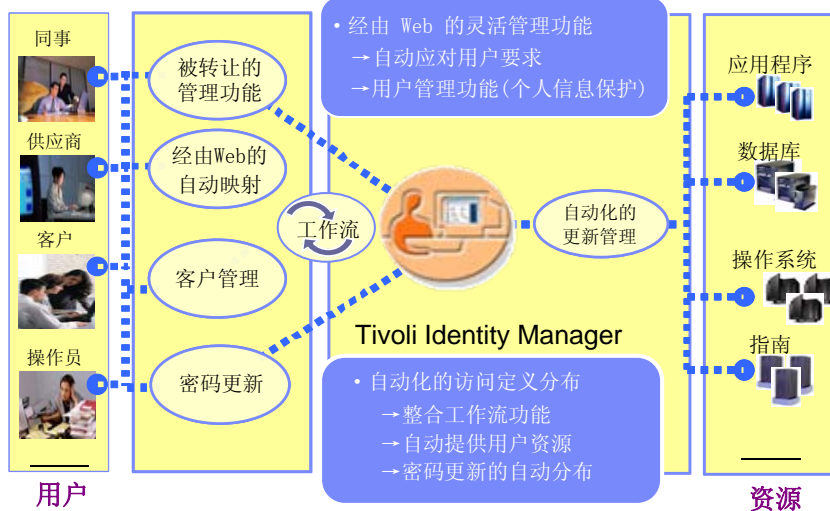 同事
供应商
客户
操作员
用户
被转让的
管理功能
经由Web的
自动映射
客户管理
密码更新
工作流
• 经由 Web 的灵活管理功能
→自动应对用户要求
→用户管理功能(个人信息保护)
Tivoli Identity Manager
• 自动化的访问定义分布
→整合工作流功能
→自动提供用户资源
→密码更新的自动分布
自动化的
更新管理
应用程序
数据库
操作系统
指南
资源